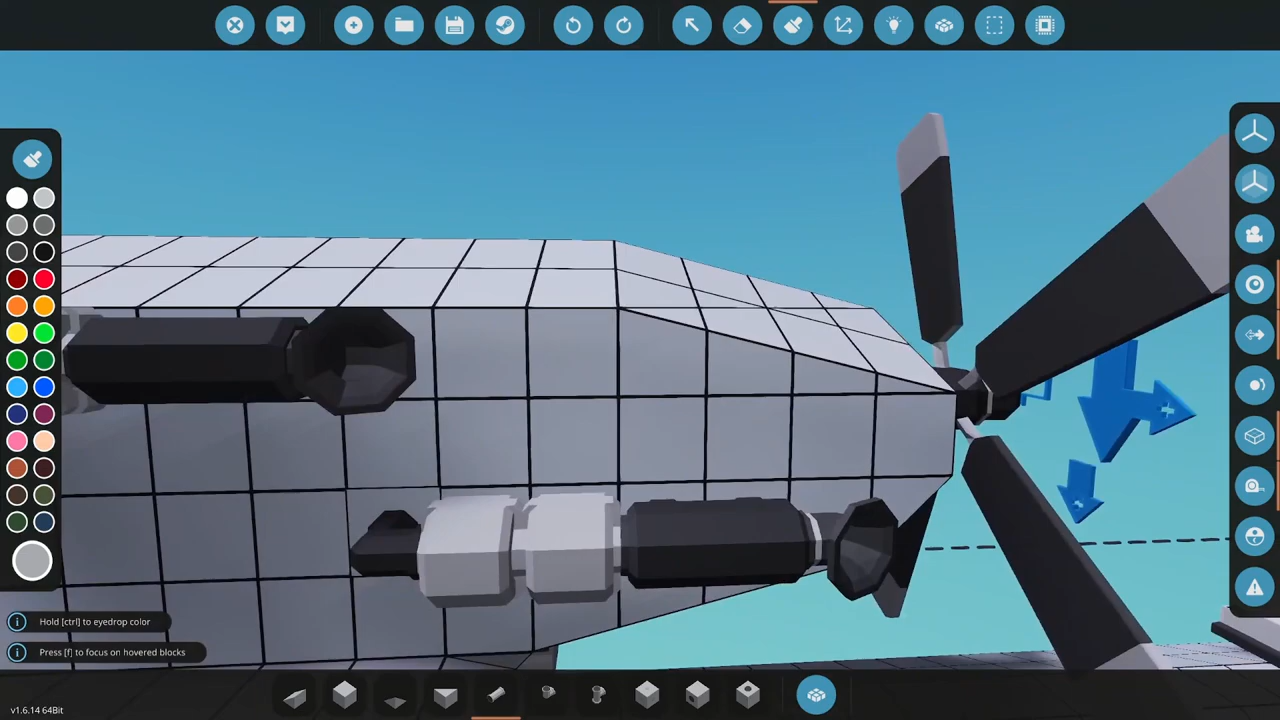 Hold [ctrl] to eyedrop color
Press [f] to focus on hovered blocks
v1.6.14 64Bit